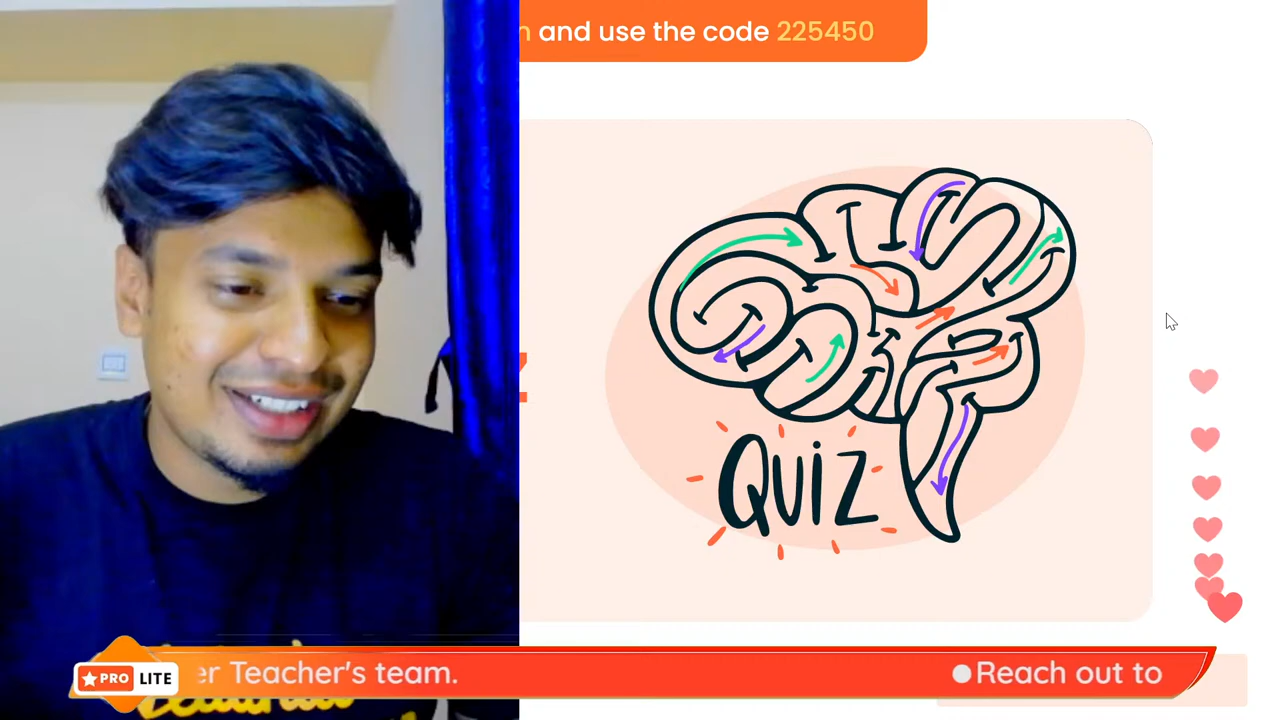 and use the code 225450
QUIZ
PRO LITE
Teacher's team.
Reach out to